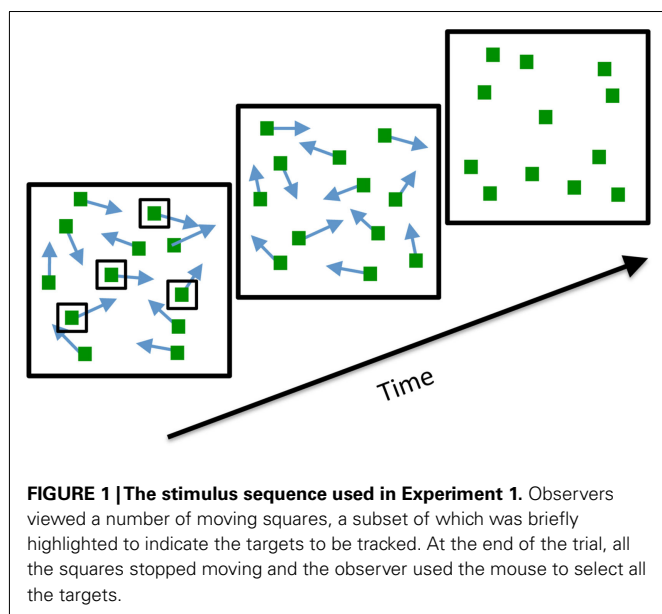 Time
FIGURE 1 | The stimulus sequence used in Experiment 1. Observers
viewed a number of moving squares, a subset of which was briefly
highlighted to indicate the targets to be tracked. At the end of the trial, all
the squares stopped moving and the observer used the mouse to select all
the targets.